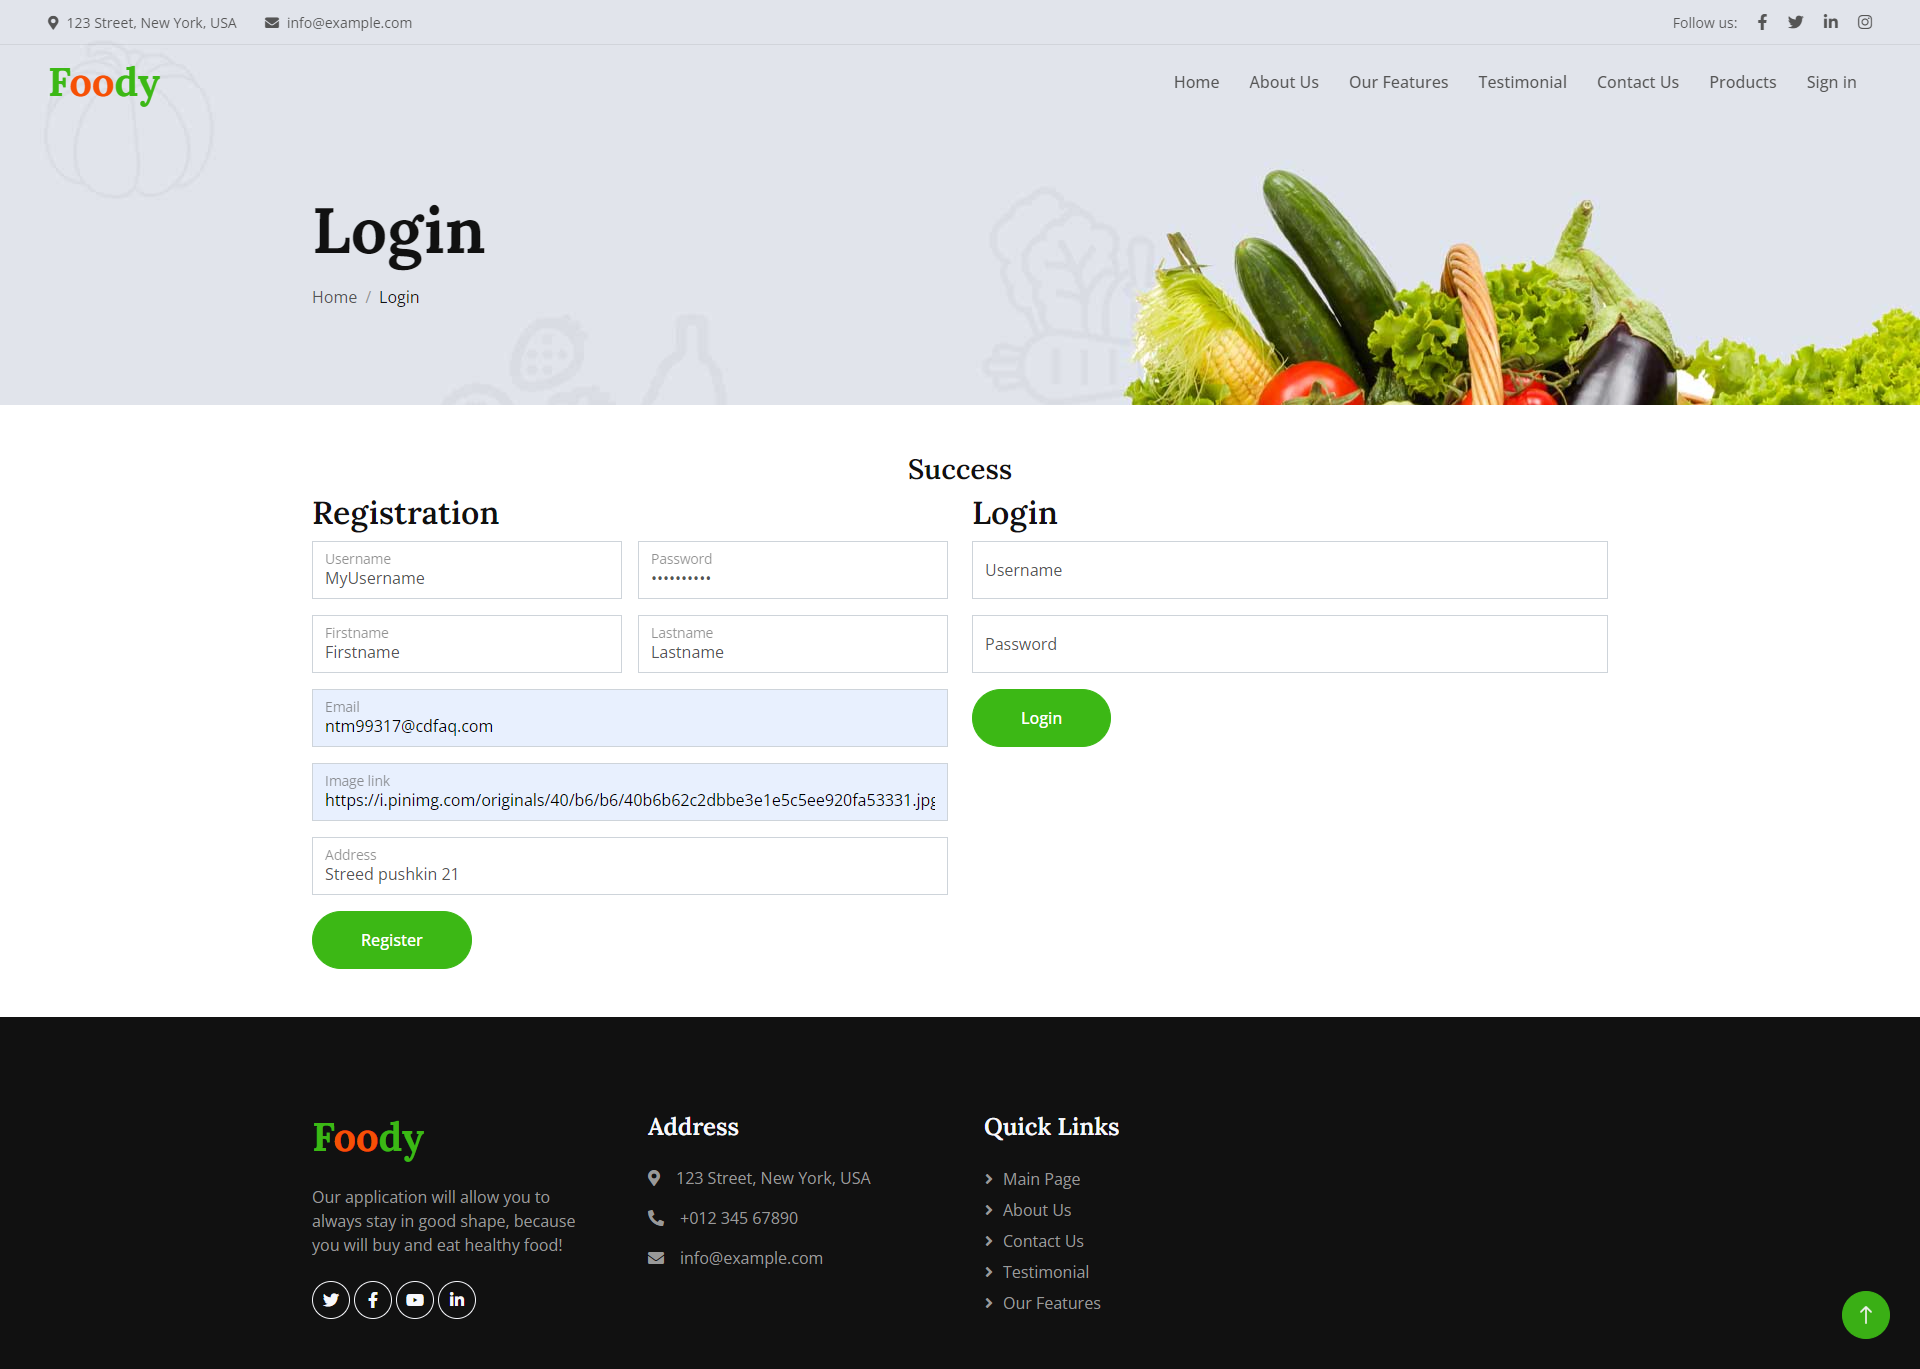 123 Street, New York, USA
info@example.com
Follow us:
Foody
Home
About Us
Our Features
Testimonial
Contact Us
Products
Sign in
Login
Home / Login
Success
Registration
Username
MyUsername
Password
••••••••••
Firstname
Firstname
Lastname
Lastname
Email
ntm99317@cdfaq.com
Image link
https://i.pinimg.com/originals/40/b6/b6/40b6b62c2dbbe3e1e5c5ee920fa53331.jpg
Address
Streed pushkin 21
Register
Login
Username
Password
Login
Foody
Our application will allow you to
always stay in good shape, because
you will buy and eat healthy food!
Address
123 Street, New York, USA
+012 345 67890
info@example.com
Quick Links
Main Page
About Us
Contact Us
Testimonial
Our Features